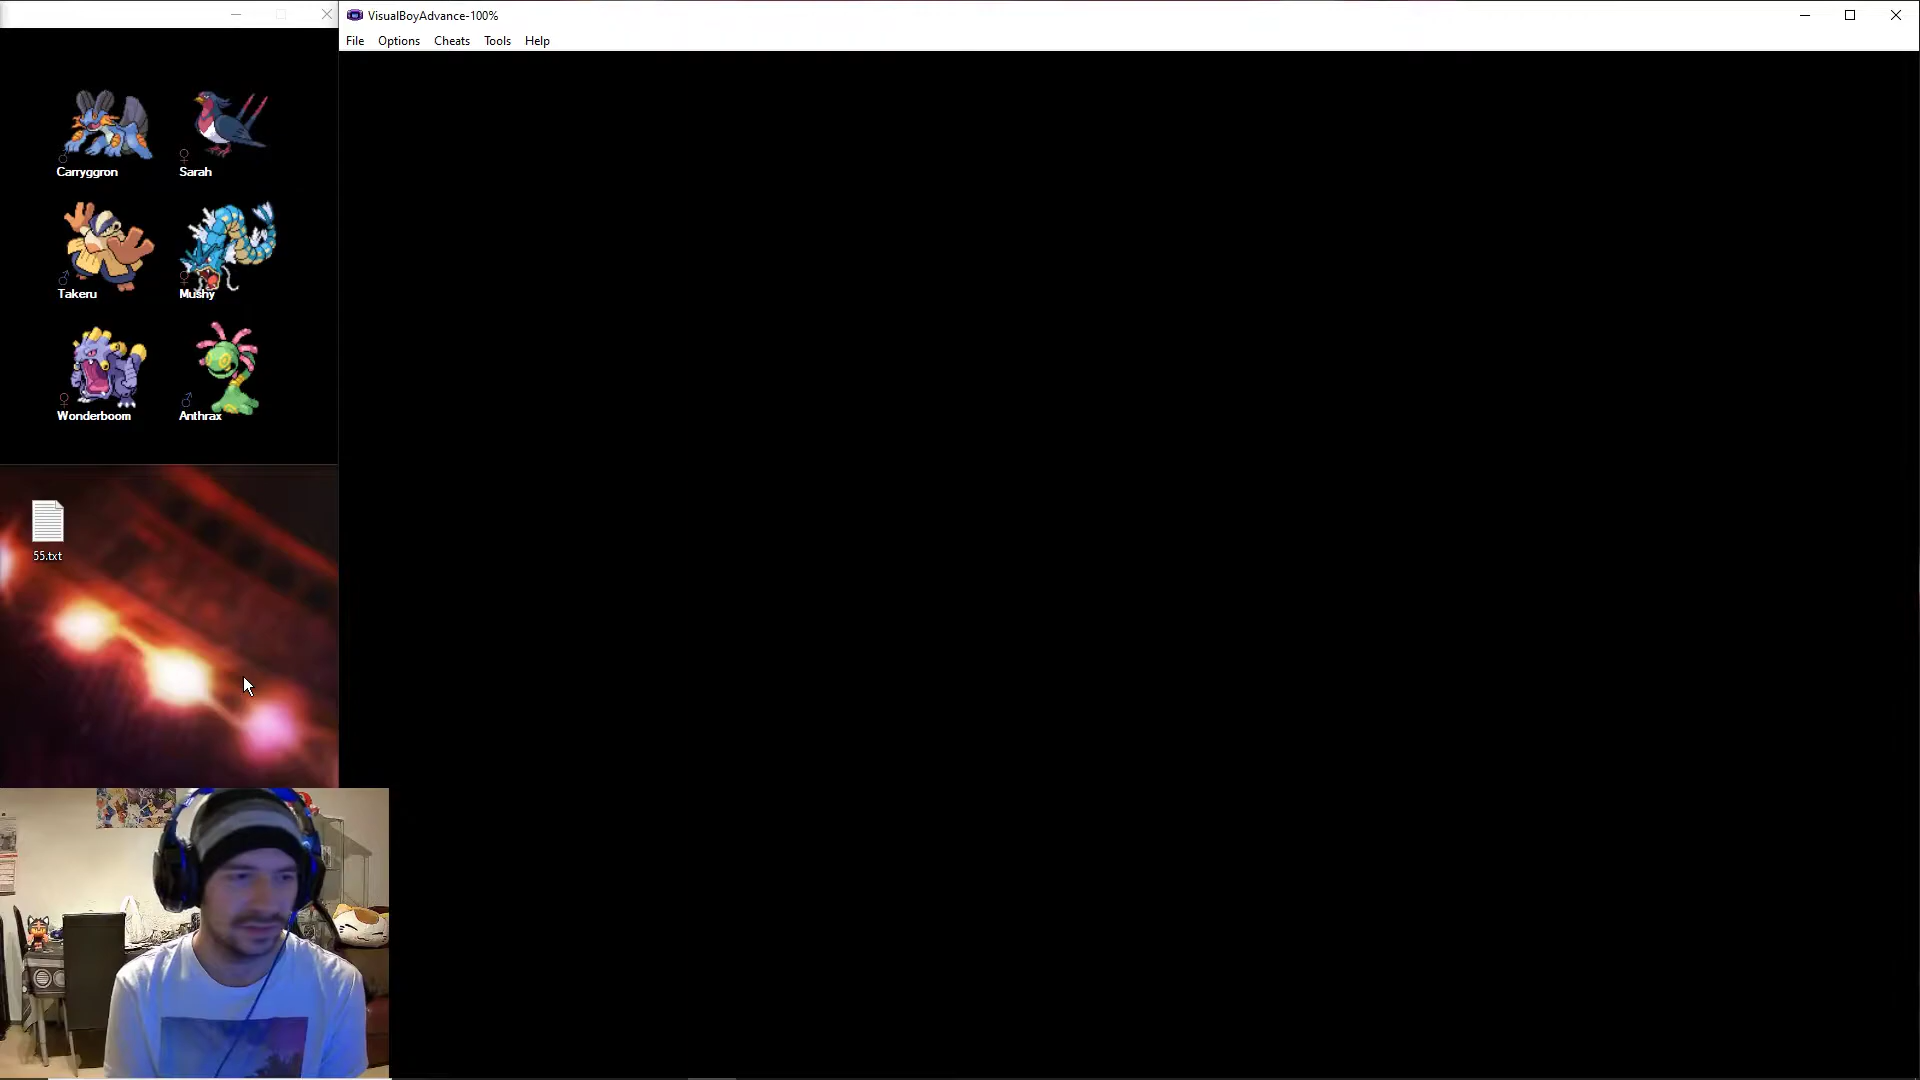 VisualBoyAdvance-100%
File Options Cheats Tools Help
Carryggron Sarah
Takeru Mushy
Wonderboom Anthrax
55.txt